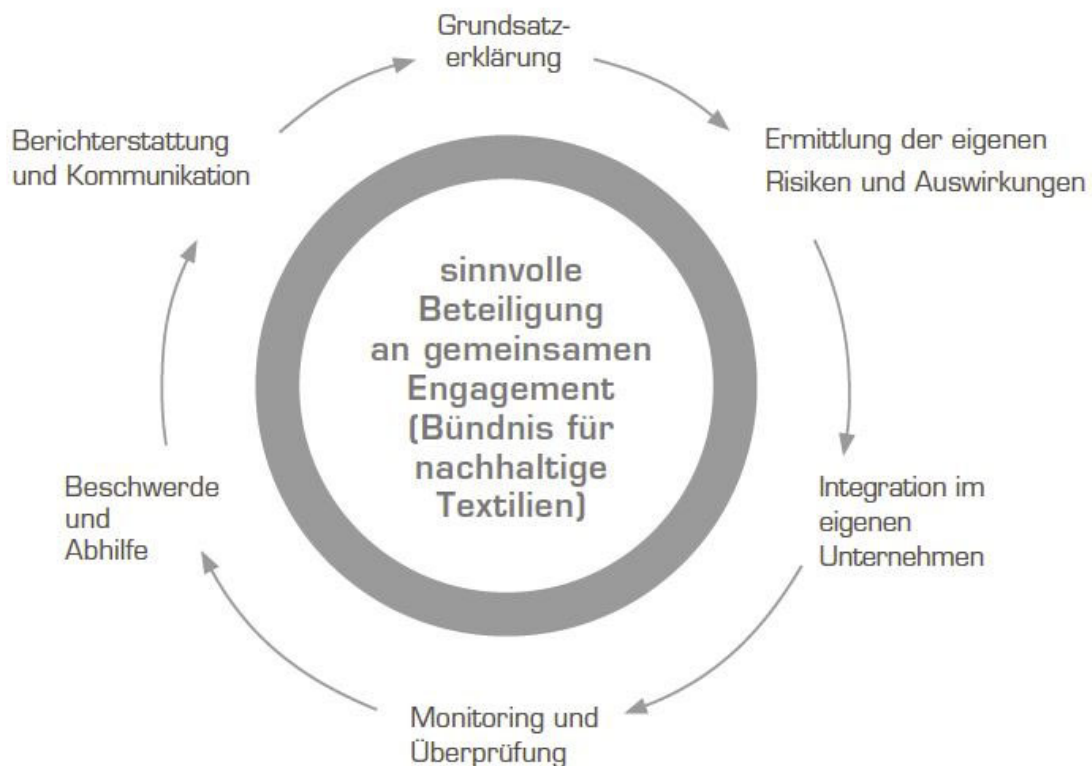 Grundsatz-
erklärung
Ermittlung der eigenen
Risiken und Auswirkungen
Integration im
eigenen
Unternehmen
Monitoring und
Überprüfung
Beschwerde
und
Abhilfe
Berichterstattung
und Kommunikation
sinnvolle
Beteiligung
an gemeinsamen
Engagement
(Bündnis für
nachhaltige
Textilien)